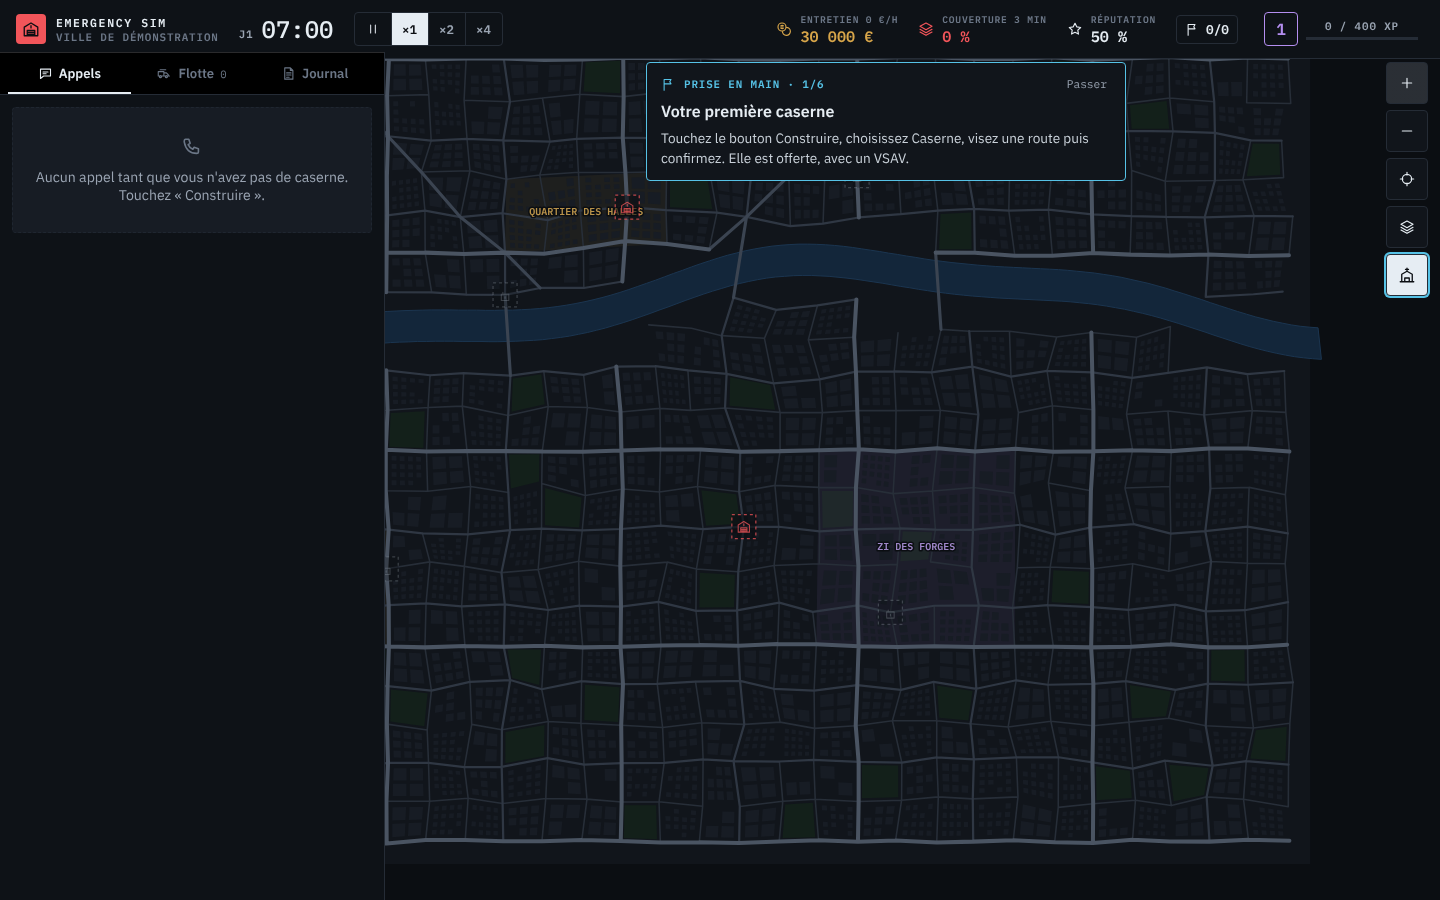 EMERGENCY SIM
VILLE DE DÉMONSTRATION
J1 07:00
×1 ×2 ×4
ENTRETIEN 0 €/H
30 000 €
COUVERTURE 3 MIN
0 %
RÉPUTATION
50 %
0/0
1
0 / 400 XP
Appels
Flotte 0
Journal
Aucun appel tant que vous n'avez pas de caserne.
Touchez « Construire ».
PRISE EN MAIN · 1/6
Passer
Votre première caserne
Touchez le bouton Construire, choisissez Caserne, visez une route puis
confirmez. Elle est offerte, avec un VSAV.
QUARTIER DES HALLES
ZI DES FORGES